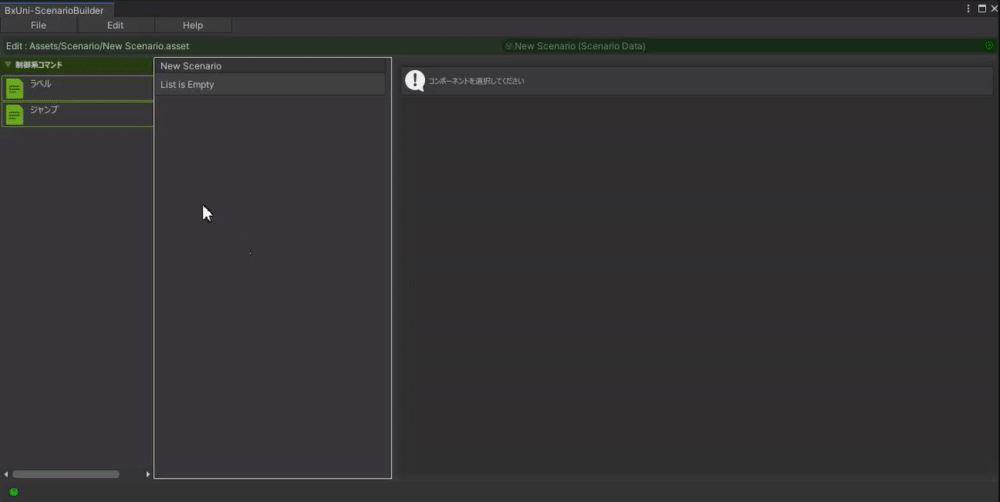 BxUni-ScenarioBuilder
File Edit Help
Edit : Assets/Scenario/New Scenario.asset
New Scenario (Scenario Data)
制御系コマンド
ラベル
ジャンプ
New Scenario
List is Empty
コンポーネントを選択してください